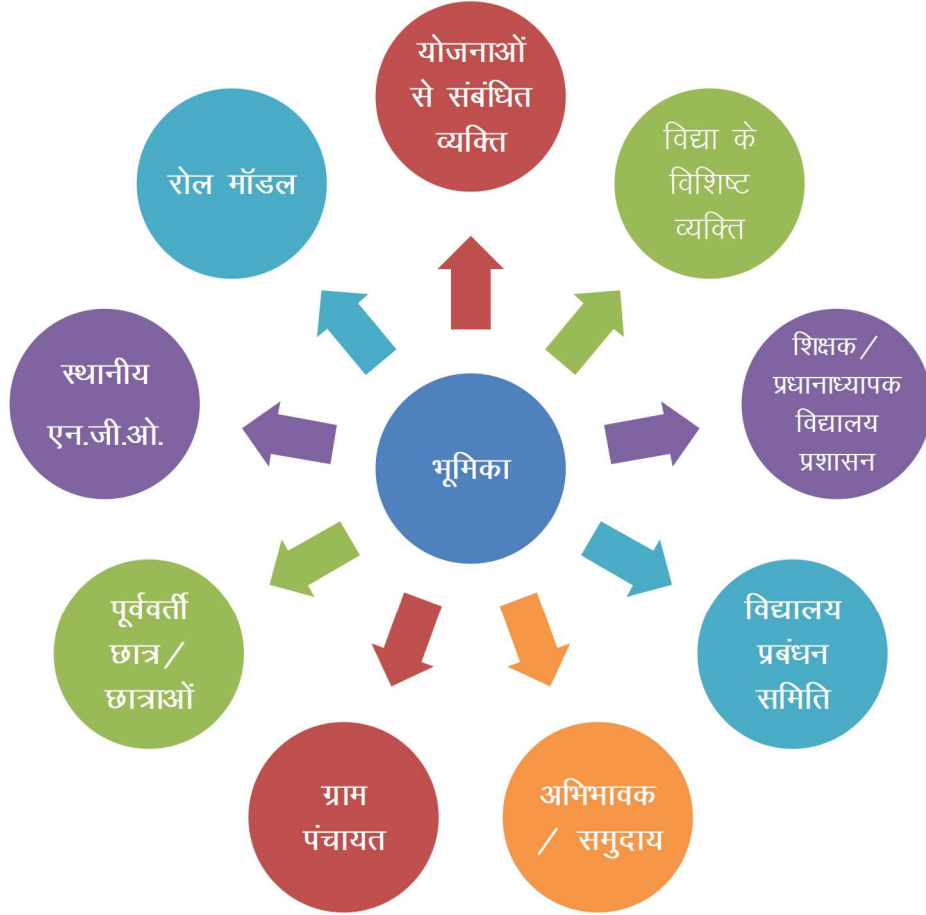 योजनाओं
से संबंधित
व्यक्ति
विद्या के
विशिष्ट
व्यक्ति
शिक्षक /
प्रधानाध्यापक
विद्यालय
प्रशासन
विद्यालय
प्रबंधन
समिति
अभिभावक
/ समुदाय
ग्राम
पंचायत
पूर्ववर्ती
छात्र /
छात्राओं
स्थानीय
एन.जी.ओ.
रोल मॉडल
भूमिका